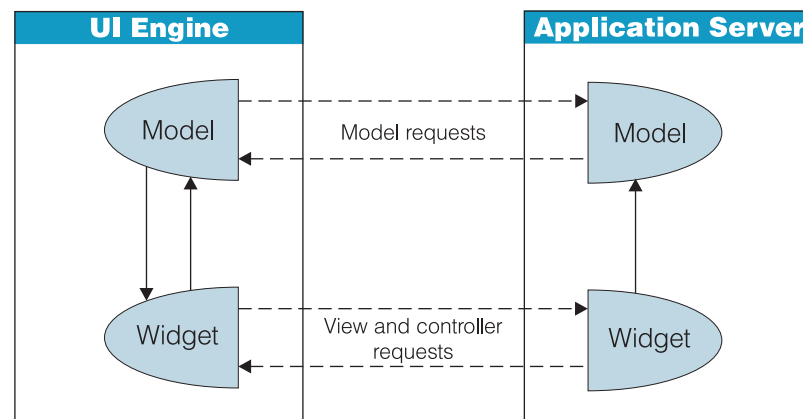 UI Engine
Application Server
Model
Model requests
Model
Widget
View and controller
requests
Widget